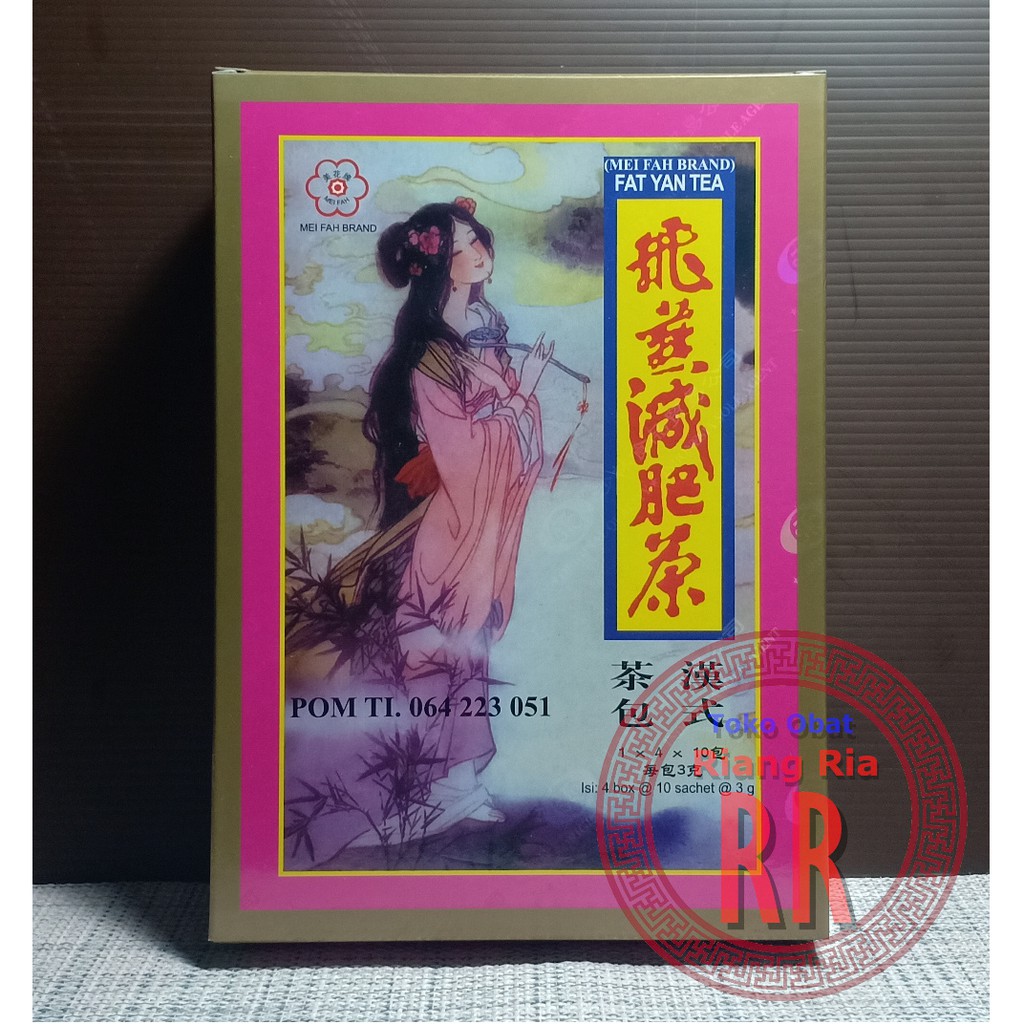 美花牌
MEI FAH
MEI FAH BRAND
(MEI FAH BRAND)
FAT YAN TEA
飛燕減肥茶
漢式
茶包
POM TI. 064 223 051
1 × 4 × 10包
每包3克
Isi: 4 box @ 10 sachet @ 3 g
Toko Obat
Riang Ria
RR